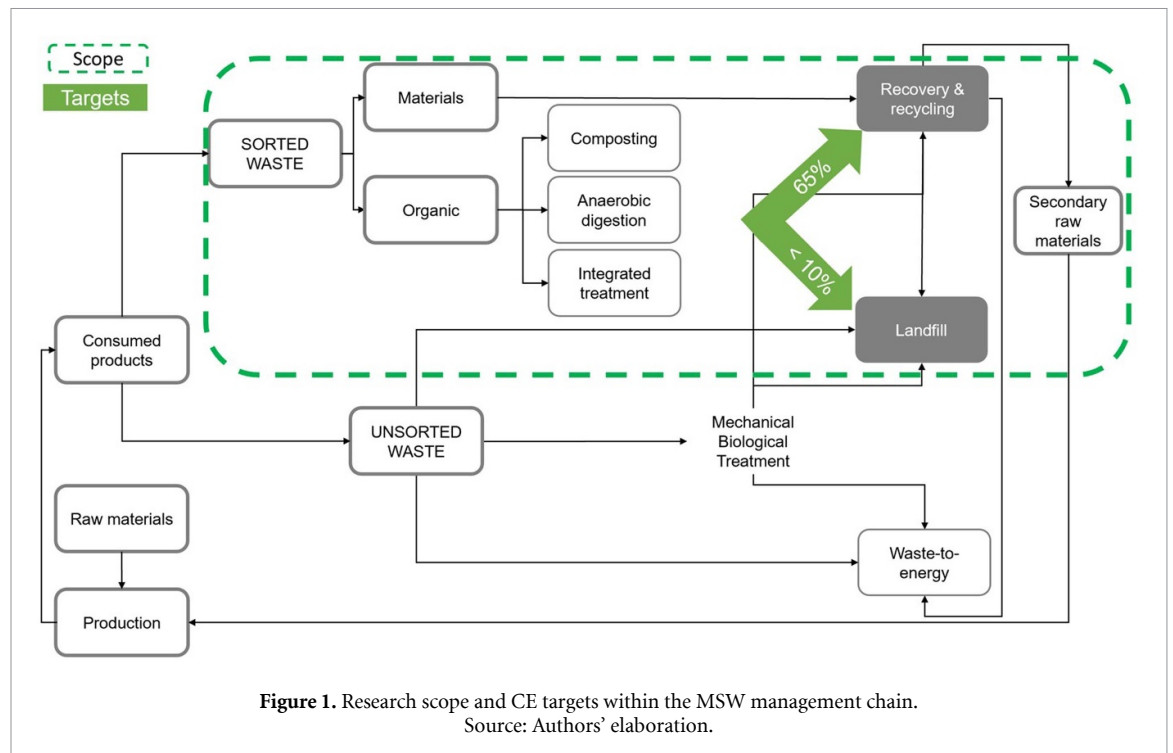 Scope
Targets
SORTED
WASTE
Materials
Organic
Composting
Anaerobic
digestion
Integrated
treatment
65%
< 10%
Recovery &
recycling
Landfill
Secondary
raw
materials
Consumed
products
UNSORTED
WASTE
Mechanical
Biological
Treatment
Raw materials
Production
Waste-to-
energy
Figure 1. Research scope and CE targets within the MSW management chain.
Source: Authors' elaboration.